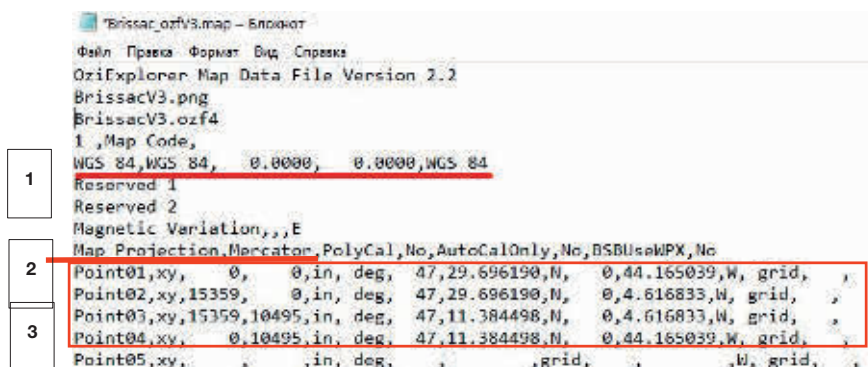 *Brissac_ozfV3.map – Блокнот
Файл Правка Формат Вид Справка
OziExplorer Map Data File Version 2.2
BrissacV3.png
BrissacV3.ozf4
1 ,Map Code,
WGS 84,WGS 84, 0.0000, 0.0000,WGS 84
1
Reserved 1
Reserved 2
Magnetic Variation,,,E
Map Projection,Mercator,PolyCal,No,AutoCalOnly,No,BSBUseWPX,No
2
Point01,xy, 0, 0,in, deg, 47,29.696190,N, 0,44.165039,W, grid, ,
Point02,xy,15359, 0,in, deg, 47,29.696190,N, 0,4.616833,W, grid, ,
Point03,xy,15359,10495,in, deg, 47,11.384498,N, 0,4.616833,W, grid, ,
3
Point04,xy, 0,10495,in, deg, 47,11.384498,N, 0,44.165039,W, grid, ,
Point05,xy, , ,in, deg, , ,grid, , ,W, grid, ,